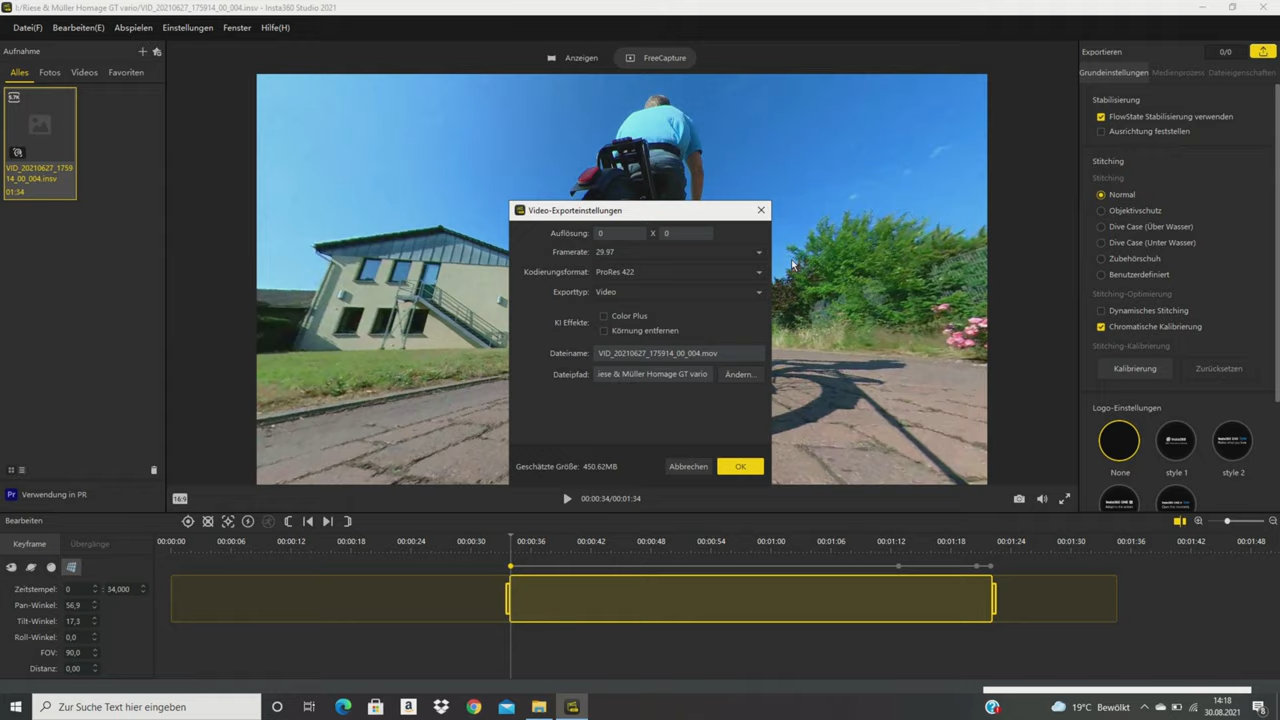 I:/Riese & Müller Homage GT vario/VID_20210627_175914_00_004.insv - Insta360 Studio 2021
Datei(F) Bearbeiten(E) Abspielen Einstellungen Fenster Hilfe(H)
Aufnahme
Alles Fotos Videos Favoriten
5.7K
VID_20210627_1759
14_00_004.insv
01:34
Anzeigen FreeCapture
Exportieren 0/0
Grundeinstellungen Medienprozess Dateieigenschaften
Stabilisierung
FlowState Stabilisierung verwenden
Ausrichtung feststellen
Stitching
Stitching
Normal
Objektivschutz
Dive Case (Über Wasser)
Dive Case (Unter Wasser)
Zubehörschuh
Benutzerdefiniert
Stitching-Optimierung
Dynamisches Stitching
Chromatische Kalibrierung
Stitching-Kalibrierung
Kalibrierung Zurücksetzen
Logo-Einstellungen
None style 1 style 2
Video-Exporteinstellungen
Auflösung: 0 X 0
Framerate: 29.97
Kodierungsformat: ProRes 422
Exporttyp: Video
KI Effekte: Color Plus
Körnung entfernen
Dateiname: VID_20210627_175914_00_004.mov
Dateipfad: iese & Müller Homage GT vario Ändern...
Geschätzte Größe: 450.62MB Abbrechen OK
Pr Verwendung in PR
16:9 00:00:34/00:01:34
Bearbeiten
Keyframe Übergänge
00:00:00 00:00:06 00:00:12 00:00:18 00:00:24 00:00:36 00:00:42 00:00:48 00:00:54 00:01:00 00:01:06 00:01:12 00:01:18 00:01:24 00:01:30 00:01:36 00:01:42 00:01:48
Zeitstempel: 0 : 34,000
Pan-Winkel: 56,9
Tilt-Winkel: 17,3
Roll-Winkel: 0,0
FOV: 90,0
Distanz: 0,00
Zur Suche Text hier eingeben
19°C Bewölkt
14:18
30.08.2021
8